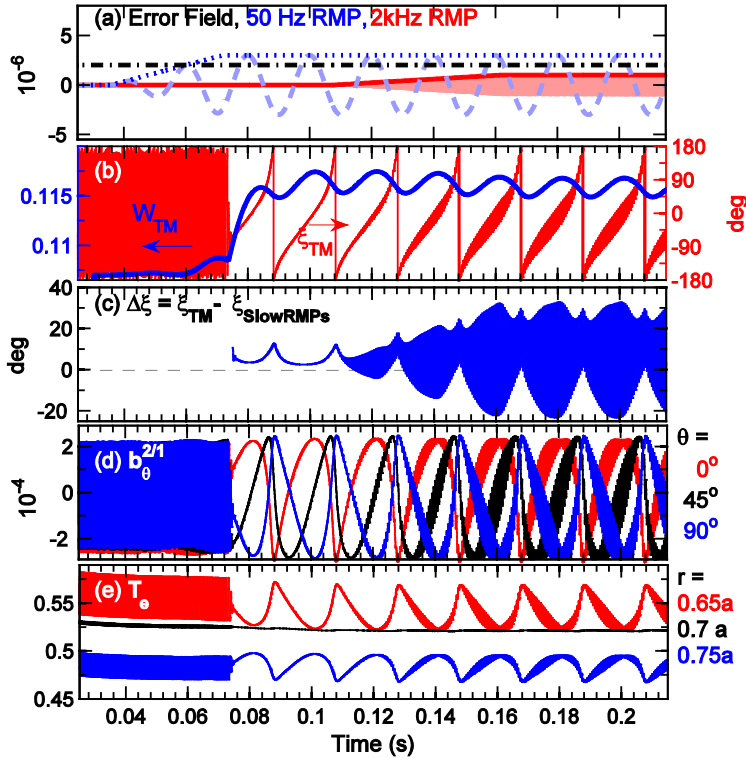 (a) Error Field, 50 Hz RMP, 2kHz RMP
5
0
-5
10⁻⁶
(b)
W_TM
ξ_TM
0.115
0.11
180
90
0
-90
-180
deg
(c) Δξ = ξ_TM - ξ_SlowRMPs
40
20
0
-20
deg
(d) b_θ^2/1
2
0
-2
10⁻⁴
θ =
0°
45°
90°
(e) T_e
0.55
0.5
0.45
r =
0.65a
0.7 a
0.75a
0.04 0.06 0.08 0.1 0.12 0.14 0.16 0.18 0.2
Time (s)